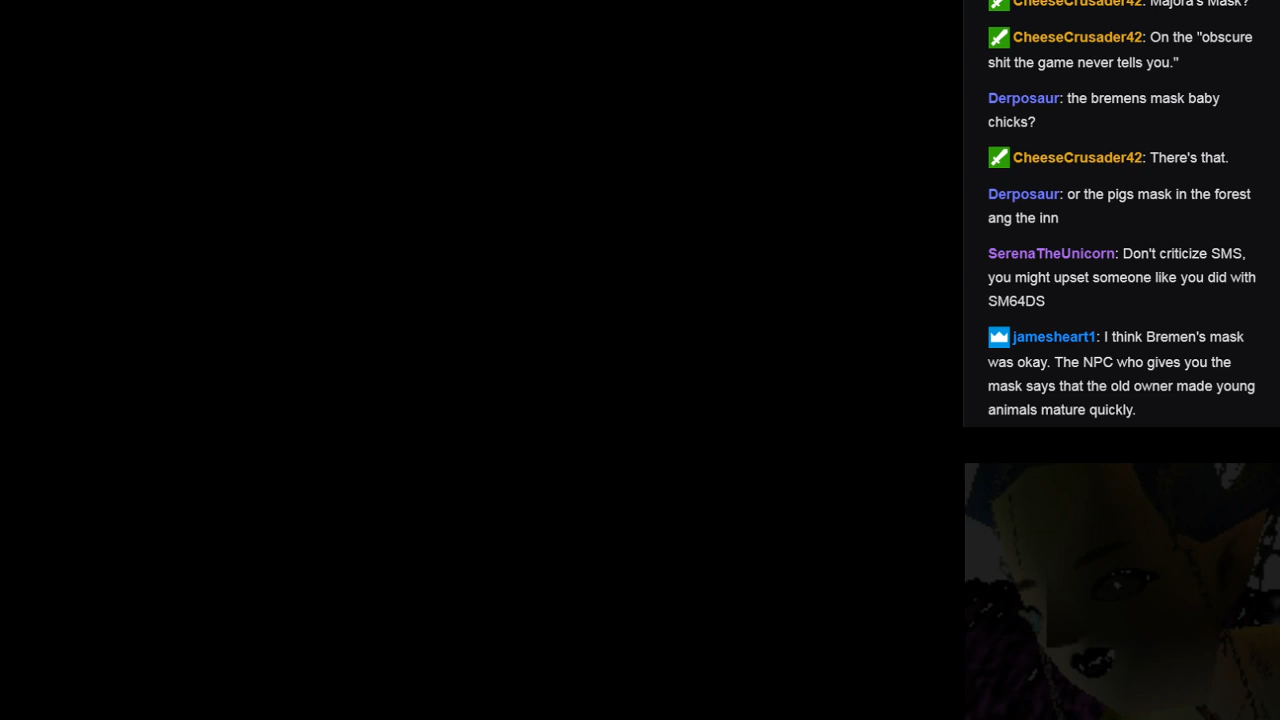 CheeseCrusader42: Majora's Mask?
CheeseCrusader42: On the "obscure
shit the game never tells you."
Derposaur: the bremens mask baby
chicks?
CheeseCrusader42: There's that.
Derposaur: or the pigs mask in the forest
ang the inn
SerenaTheUnicorn: Don't criticize SMS,
you might upset someone like you did with
SM64DS
jamesheart1: I think Bremen's mask
was okay. The NPC who gives you the
mask says that the old owner made young
animals mature quickly.